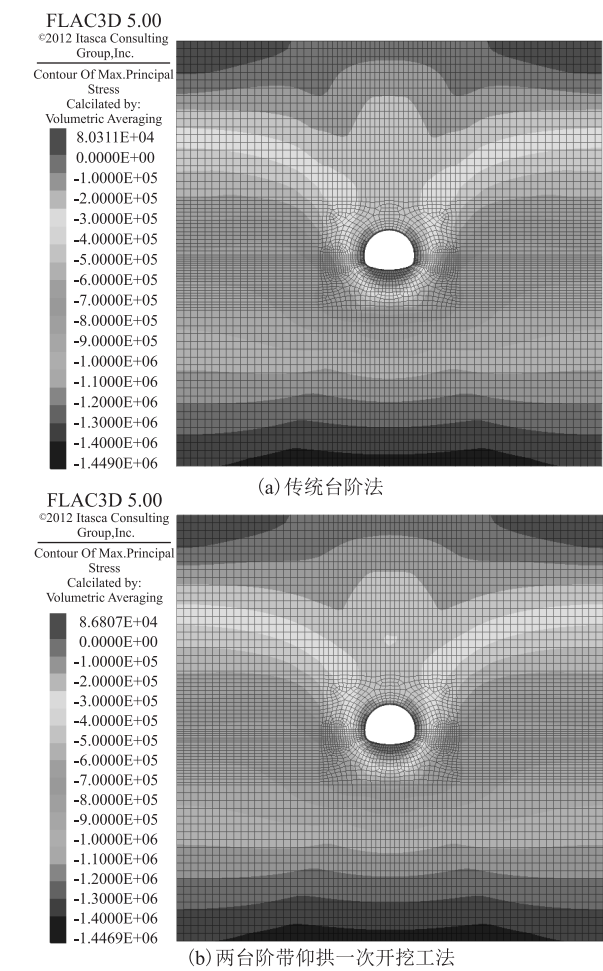 FLAC3D 5.00
©2012 Itasca Consulting
Group,Inc.
Contour Of Max.Principal
Stress
Calcilated by:
Volumetric Averaging
8.0311E+04
0.0000E+00
-1.0000E+05
-2.0000E+05
-3.0000E+05
-4.0000E+05
-5.0000E+05
-6.0000E+05
-7.0000E+05
-8.0000E+05
-9.0000E+05
-1.0000E+06
-1.1000E+06
-1.2000E+06
-1.3000E+06
-1.4000E+06
-1.4490E+06
(a)传统台阶法
FLAC3D 5.00
©2012 Itasca Consulting
Group,Inc.
Contour Of Max.Principal
Stress
Calcilated by:
Volumetric Averaging
8.6807E+04
0.0000E+00
-1.0000E+05
-2.0000E+05
-3.0000E+05
-4.0000E+05
-5.0000E+05
-6.0000E+05
-7.0000E+05
-8.0000E+05
-9.0000E+05
-1.0000E+06
-1.1000E+06
-1.2000E+06
-1.3000E+06
-1.4000E+06
-1.4469E+06
(b)两台阶带仰拱一次开挖工法